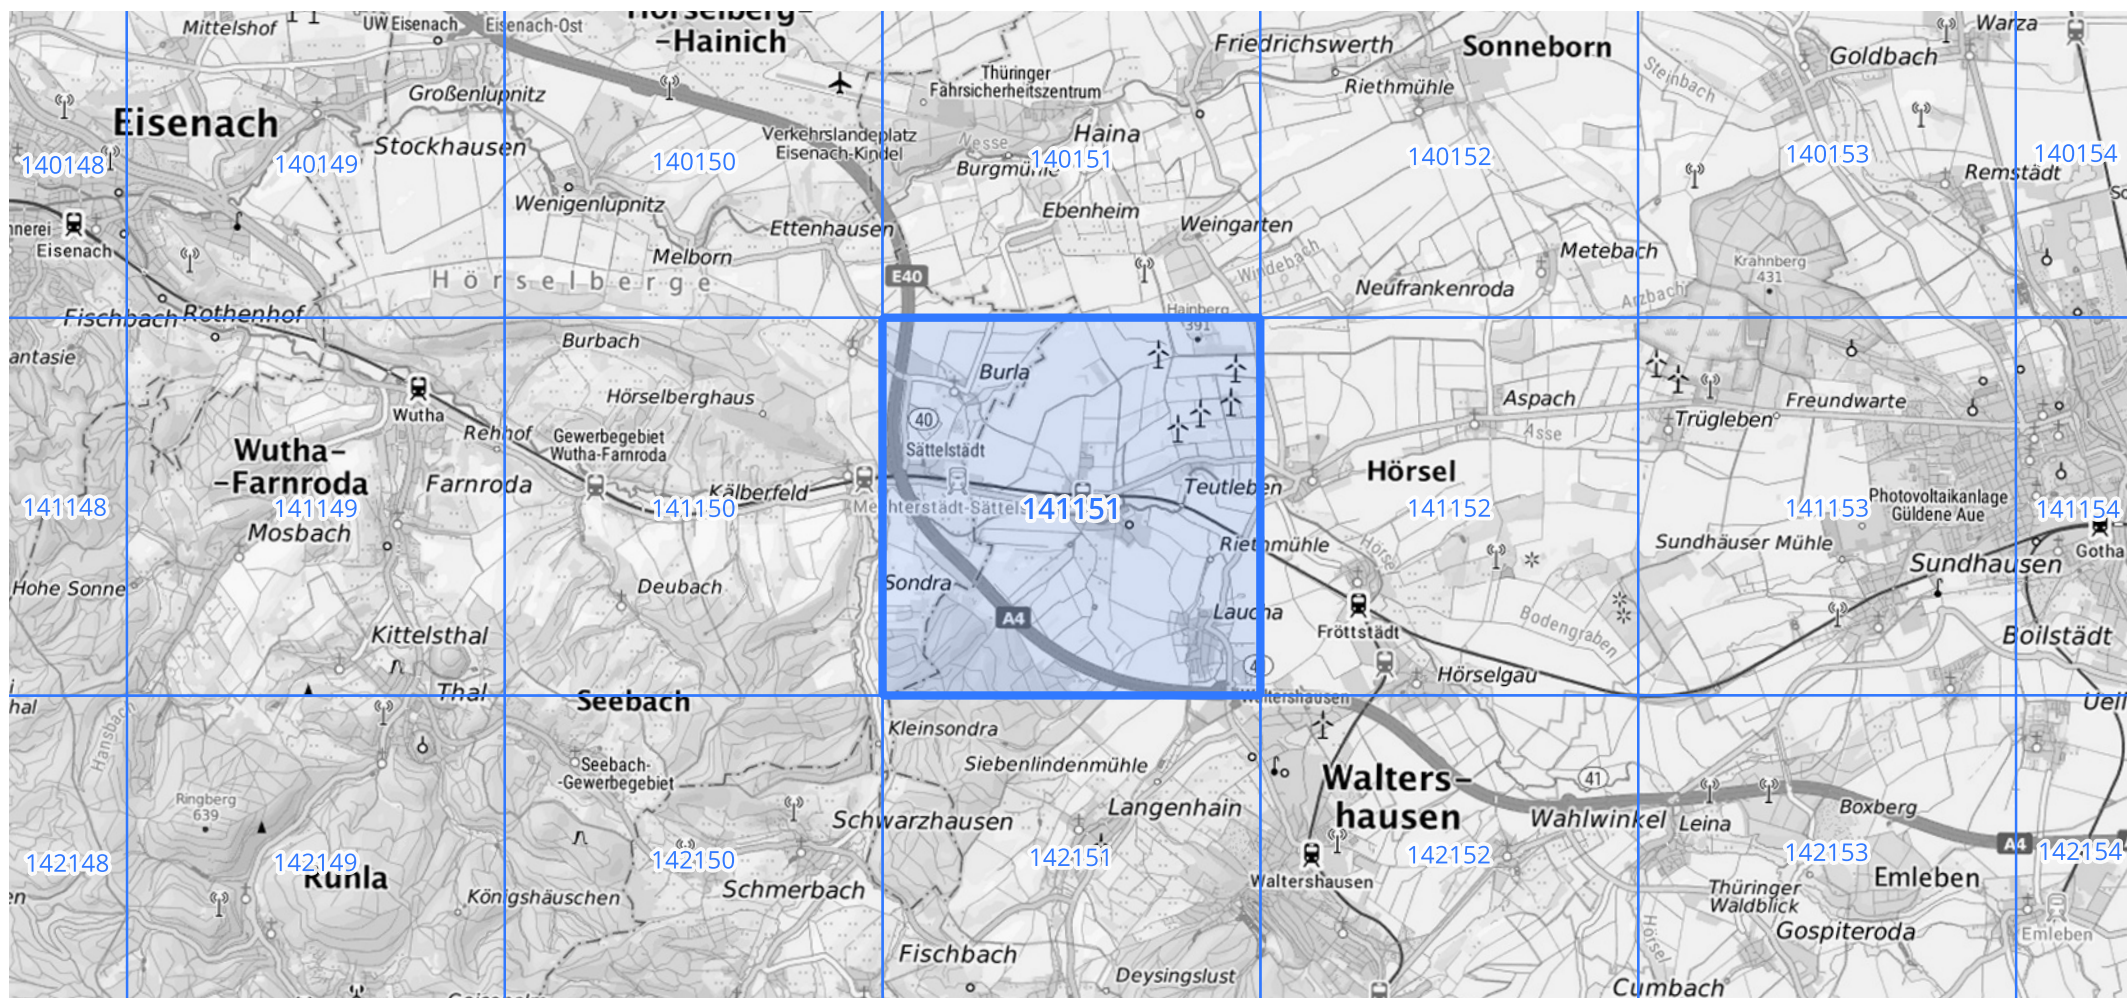 Mittelshof
UW Eisenach
Eisenach-Ost
-Hainich
Friedrichswerth
Sonneborn
Warza
Goldbach
Thüringer
Fahrsicherheitszentrum
Riethmühle
Steinbach
Großenlupnitz
Eisenach
Stockhausen
Verkehrslandeplatz
Eisenach-Kindel
Nesse
Haina
Burgmühle
Remstädt
140148
140149
140150
140151
140152
140153
140154
Wenigenlupnitz
Ebenheim
Weingarten
Ettenhausen
Melborn
Metebach
Eisenach
Hörselberge
E40
Windebach
Neufrankenroda
Krahnberg
431
Arzbach
Hainberg
391
Fischbach
Rothenhof
Burbach
Burla
Hörselberghaus
Wutha
Rehhof
Gewerbegebiet
Wutha-Farnroda
40
Sättelstädt
Aspach
Asse
Trügleben
Freundwarte
Wutha-
-Farnroda
Farnroda
Kälberfeld
Teutleben
Hörsel
Photovoltaikanlage
Güldene Aue
141148
141149
141150
141151
141152
141153
141154
Mosbach
Riethmühle
Sundhäuser Mühle
Gotha
Sundhausen
Hohe Sonne
Deubach
Sondra
A4
Laucha
Fröttstädt
Bodengraben
Boilstädt
Kittelsthal
Thal
Hörselgau
Waltershausen
Seebach
Hansbach
Kleinsondra
Siebenlindenmühle
Seebach-
-Gewerbegebiet
Walters-
hausen
41
Ringberg
639
Schwarzhausen
Langenhain
Wahlwinkel
Leina
Boxberg
A4
142148
142149
142150
142151
142152
142153
142154
Ruhla
Königshäuschen
Schmerbach
Waltershausen
Thüringer
Waldblick
Emleben
Gospiteroda
Emleben
Hörsel
Fischbach
Deysingslust
Cumbach